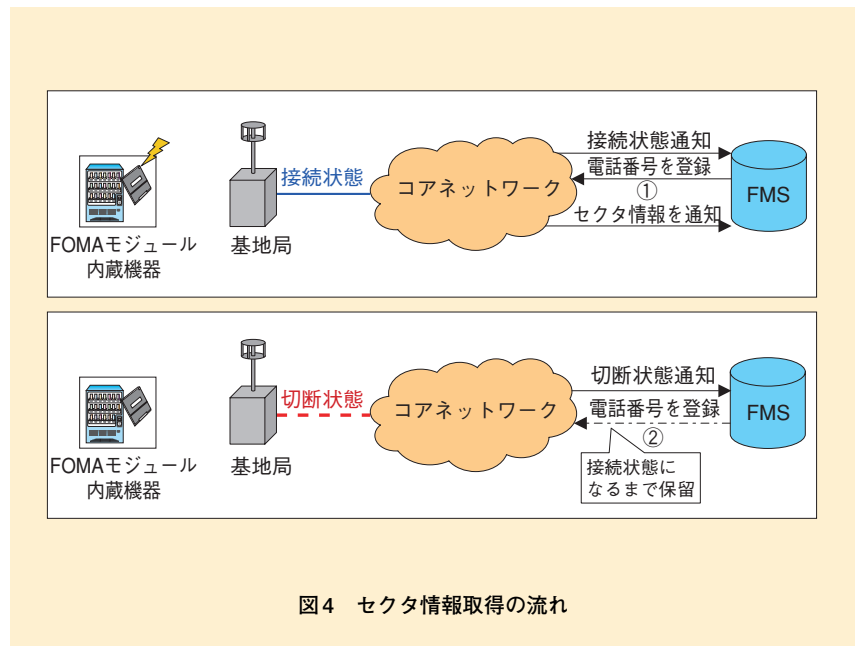 接続状態通知
電話番号を登録
①
セクタ情報を通知
接続状態
コアネットワーク
FMS
FOMAモジュール
内蔵機器
基地局
切断状態通知
電話番号を登録
②
切断状態
コアネットワーク
FMS
接続状態に
なるまで保留
FOMAモジュール
内蔵機器
基地局
図4 セクタ情報取得の流れ